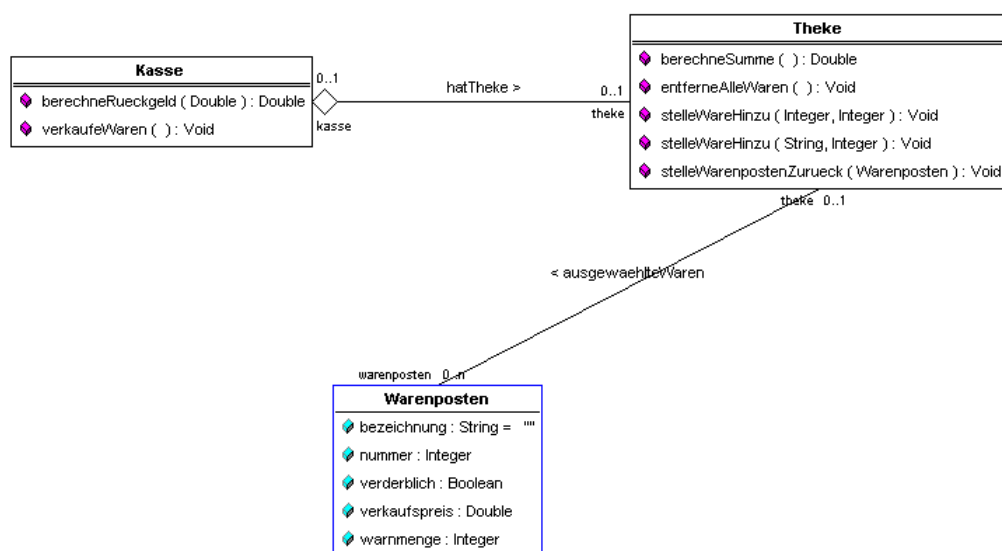 Theke
berechneSumme ( ) : Double
entferneAlleWaren ( ) : Void
stelleWareHinzu ( Integer, Integer ) : Void
stelleWareHinzu ( String, Integer ) : Void
stelleWarenpostenZurueck ( Warenposten ) : Void
Kasse
berechneRueckgeld ( Double ) : Double
verkaufeWaren ( ) : Void
0..1
kasse
hatTheke >
0..1
theke
theke 0..1
< ausgewaehlteWaren
warenposten 0..n
Warenposten
bezeichnung : String = ""
nummer : Integer
verderblich : Boolean
verkaufspreis : Double
warnmenge : Integer